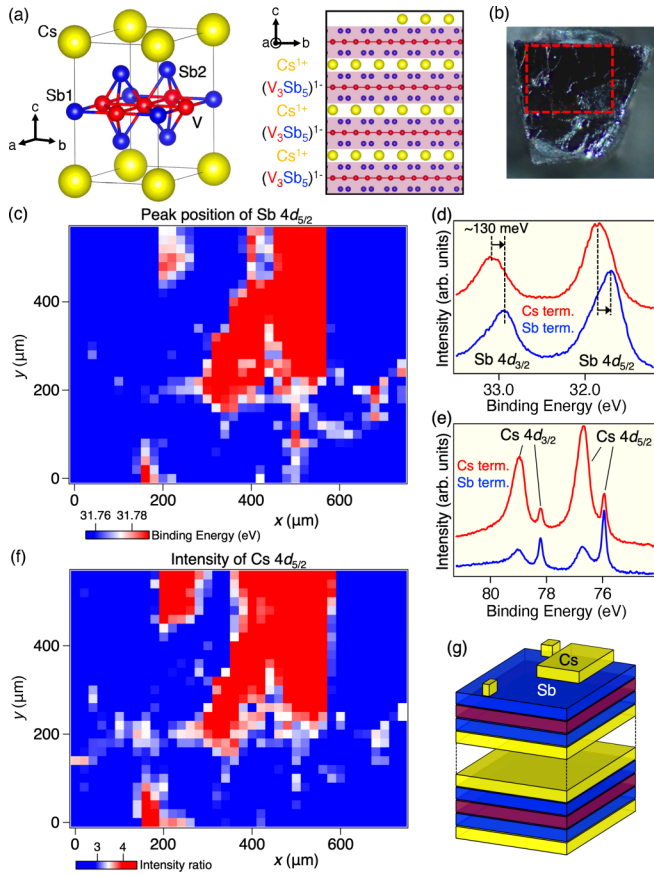 (a)
Cs
Sb2
Sb1
V
c
a
b
c
a
b
Cs1+
(V3Sb5)1-
Cs1+
(V3Sb5)1-
Cs1+
(V3Sb5)1-
(b)
(c)
Peak position of Sb 4d5/2
400
200
0
y (µm)
0
200
400
600
x (µm)
31.76
31.78
Binding Energy (eV)
(d)
~130 meV
Cs term.
Sb term.
Sb 4d3/2
Sb 4d5/2
Intensity (arb. units)
33.0
32.0
Binding Energy (eV)
(e)
Cs 4d3/2
Cs 4d5/2
Cs term.
Sb term.
Intensity (arb. units)
80
78
76
Binding Energy (eV)
(f)
Intensity of Cs 4d5/2
400
200
0
y (µm)
0
200
400
600
x (µm)
3
4
Intensity ratio
(g)
Cs
Sb